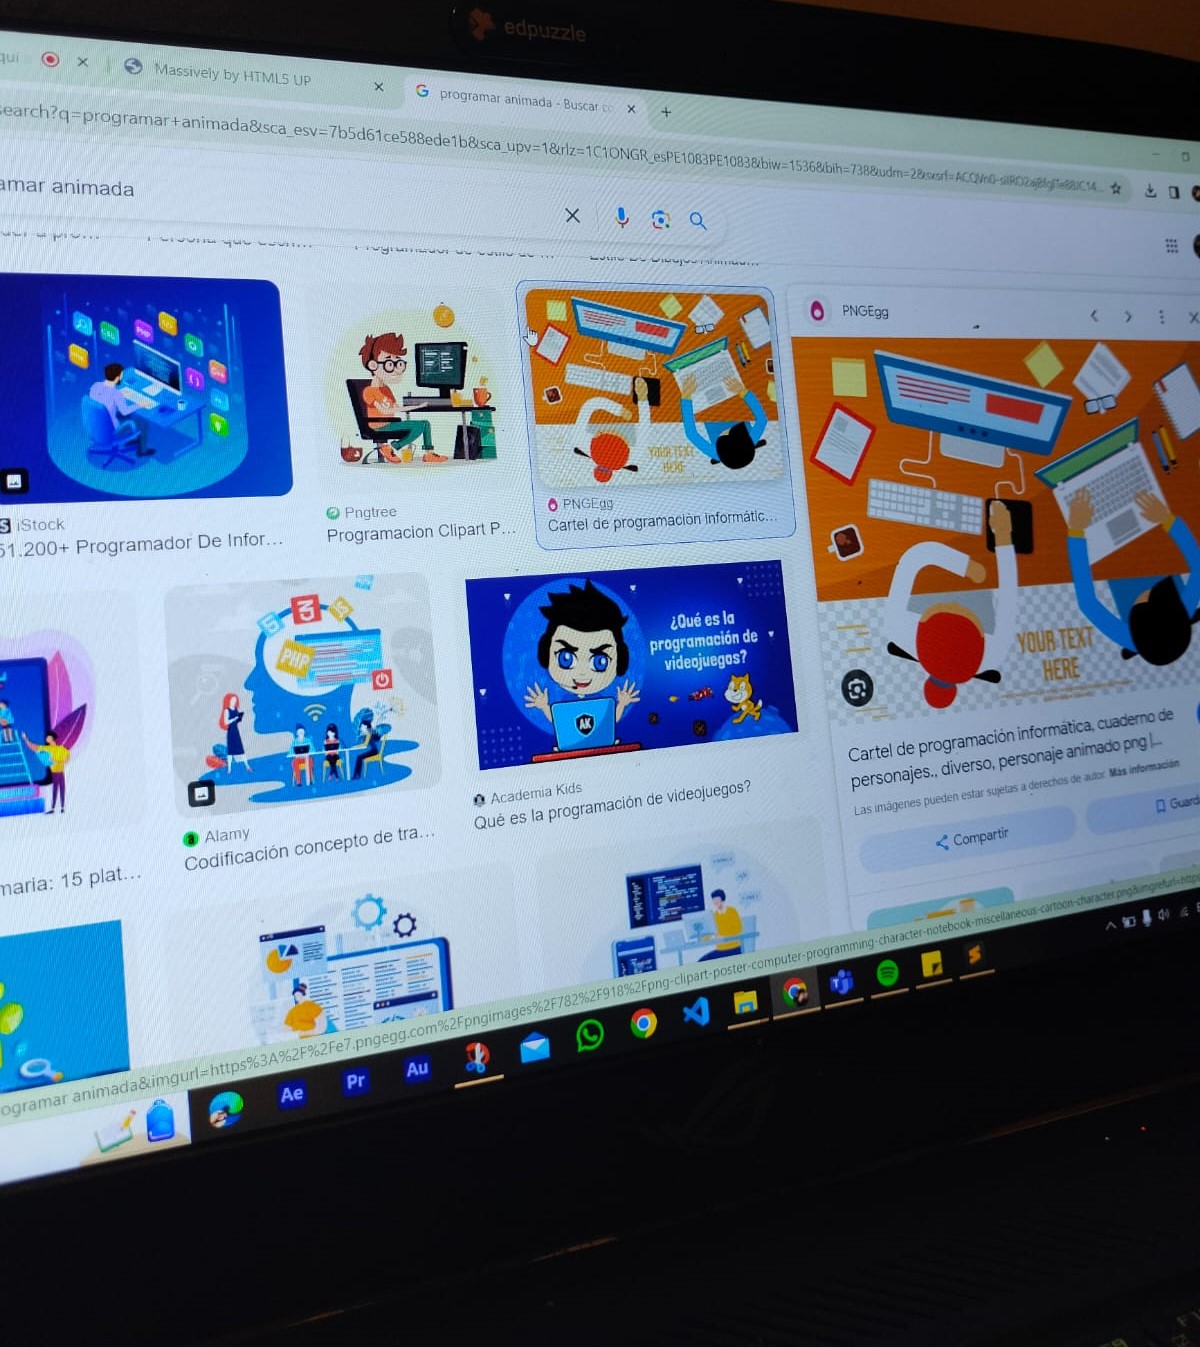 edpuzzle
quí
Massively by HTML5 UP
programar animada - Buscar co
search?q=programar+animada&sca_esv=7b5d61ce588ede1b&sca_upv=1&rlz=1C1ONGR_esPE1083PE1083&biw=1536&bih=738&udm=2&sxsrf=
amar animada
PNGEgg
YOUR TEXT
HERE
iStock
51.200+ Programador De Infor...
Pngtree
Programacion Clipart P...
PNGEgg
Cartel de programación informátic...
YOUR TEXT
HERE
PHP
¿Qué es la
programación de
videojuegos?
AK
Cartel de programación informática, cuaderno de
personajes., diverso, personaje animado png |...
Las imágenes pueden estar sujetas a derechos de autor. Más información
Compartir
Guard
Academia Kids
Qué es la programación de videojuegos?
a Alamy
Codificación concepto de tra...
maria: 15 plat...
ogramar animada&imgurl=https%3A%2F%2Fe7.pngegg.com%2Fpngimages%2F782%2F918%2Fpng-clipart-poster-computer-programming-character-notebook-miscellaneous-cartoon-character.png&imgrefurl=https
Ae
Pr
Au